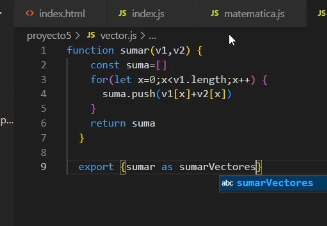 <> index.html JS index.js JS matematica.js JS
proyecto5 > JS vector.js > ...
1 function sumar(v1,v2) {
2 const suma=[]
3 for(let x=0;x<v1.length;x++) {
4 suma.push(v1[x]+v2[x])
5 }
6 return suma
7 }
8
9 export {sumar as sumarVectores}
abc sumarVectores
p...